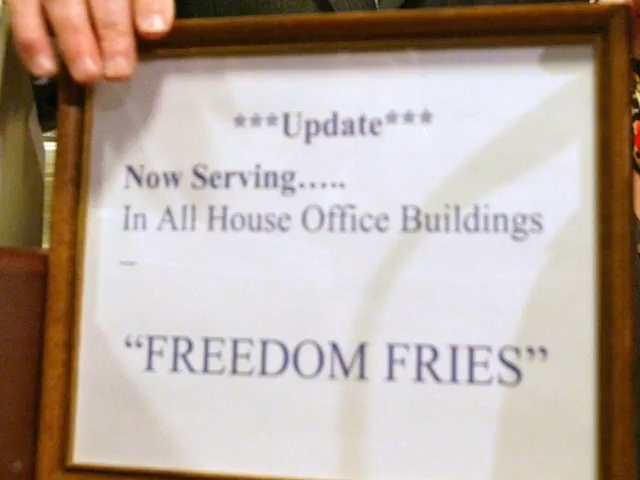 ***Update***
Now Serving.....
In All House Office Buildings
_
“FREEDOM FRIES”